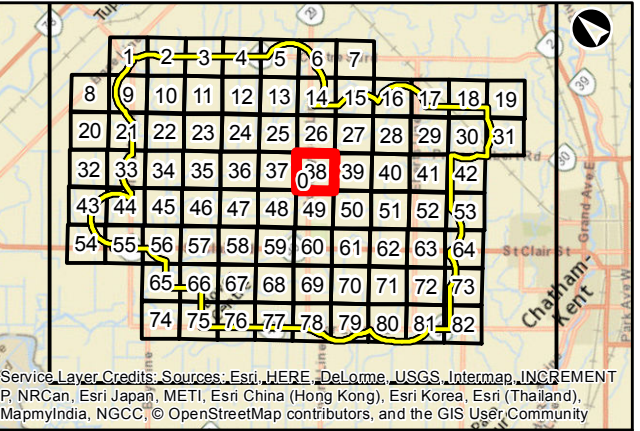 1 2 3 4 5 6 7
8 9 10 11 12 13 14 15 16 17 18 19
20 21 22 23 24 25 26 27 28 29 30 31
32 33 34 35 36 37 38 39 40 41 42
0
43 44 45 46 47 48 49 50 51 52 53
54 55 56 57 58 59 60 61 62 63 64
St Clair St
65 66 67 68 69 70 71 72 73
74 75 76 77 78 79 80 81 82
39
2
Grand Ave E
Chatham-
Kent
Park Ave W
Service Layer Credits: Sources: Esri, HERE, DeLorme, USGS, Intermap, INCREMENT
P, NRCan, Esri Japan, METI, Esri China (Hong Kong), Esri Korea, Esri (Thailand),
MapmyIndia, NGCC, © OpenStreetMap contributors, and the GIS User Community